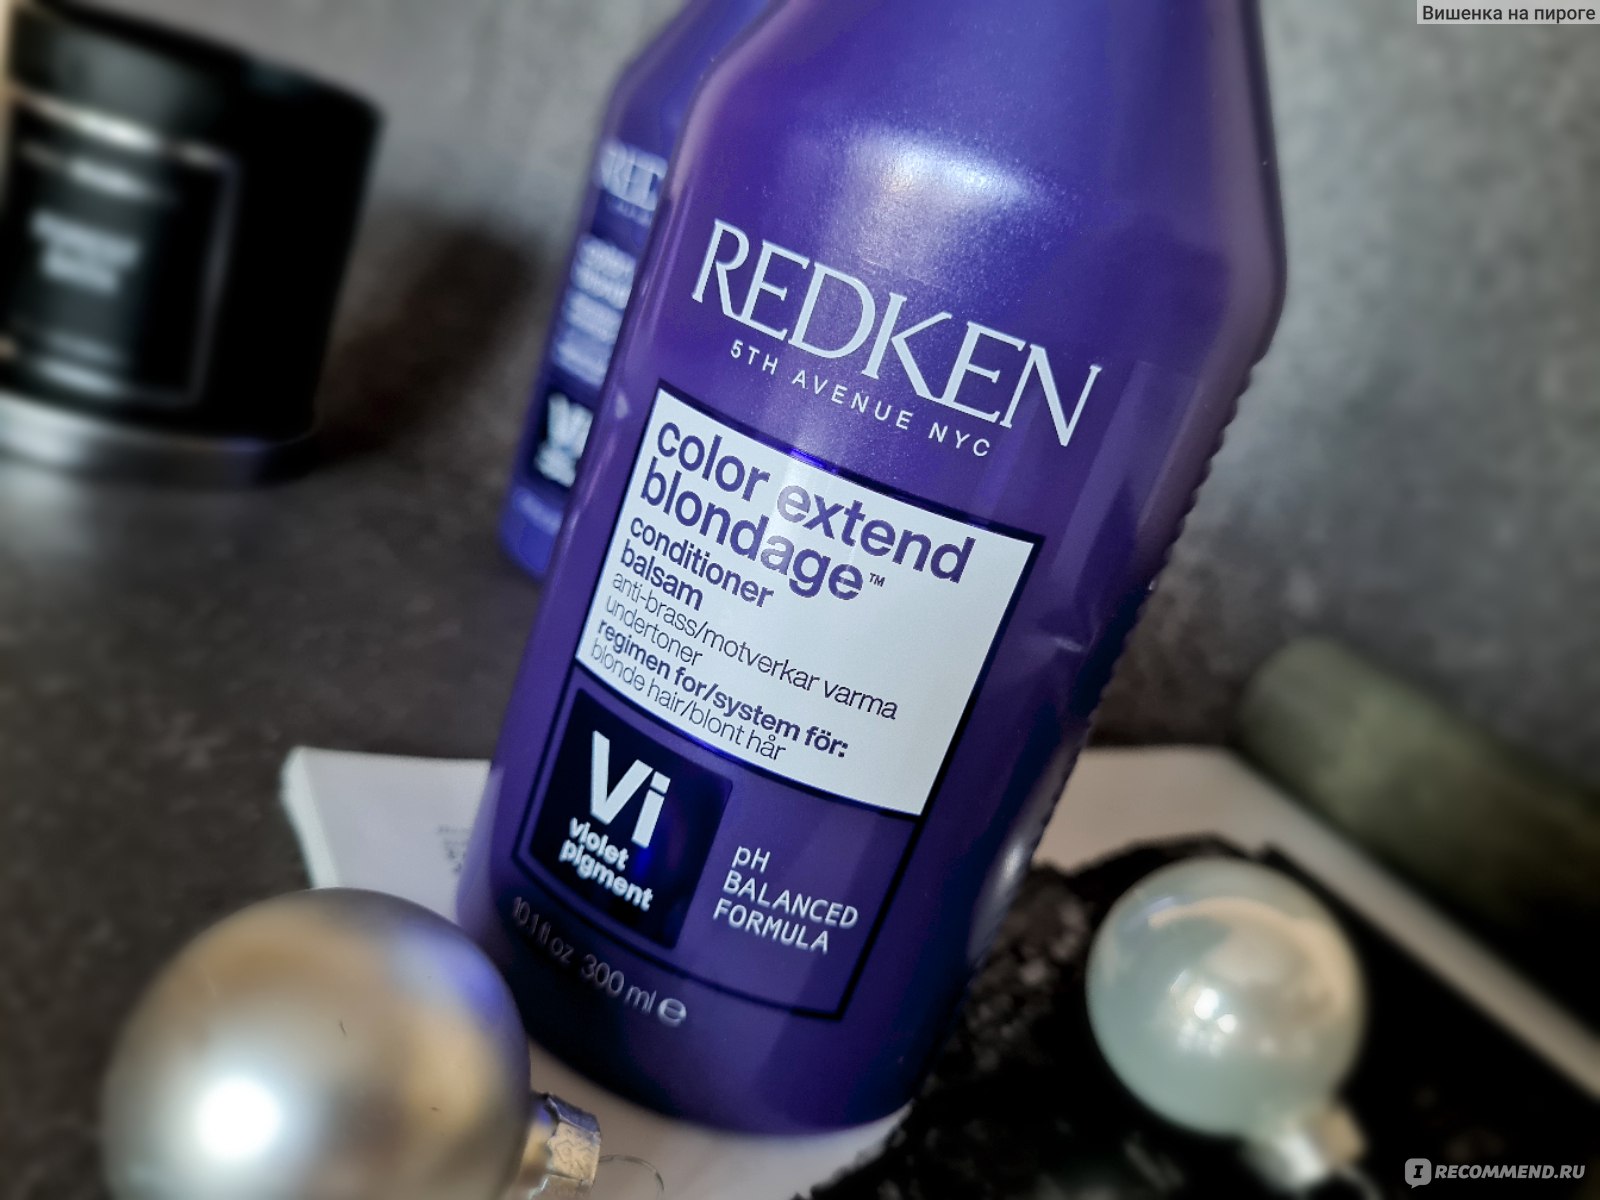 Вишенка на пироге
REDKEN
5TH AVENUE NYC
color extend
blondage™
conditioner
balsam
anti-brass/motverkar varma
undertoner
regimen for/system för:
blonde hair/blont hår
Vi
violet
pigment
pH
BALANCED
FORMULA
10.1 fl oz 300 ml ℮
IRECOMMEND.RU